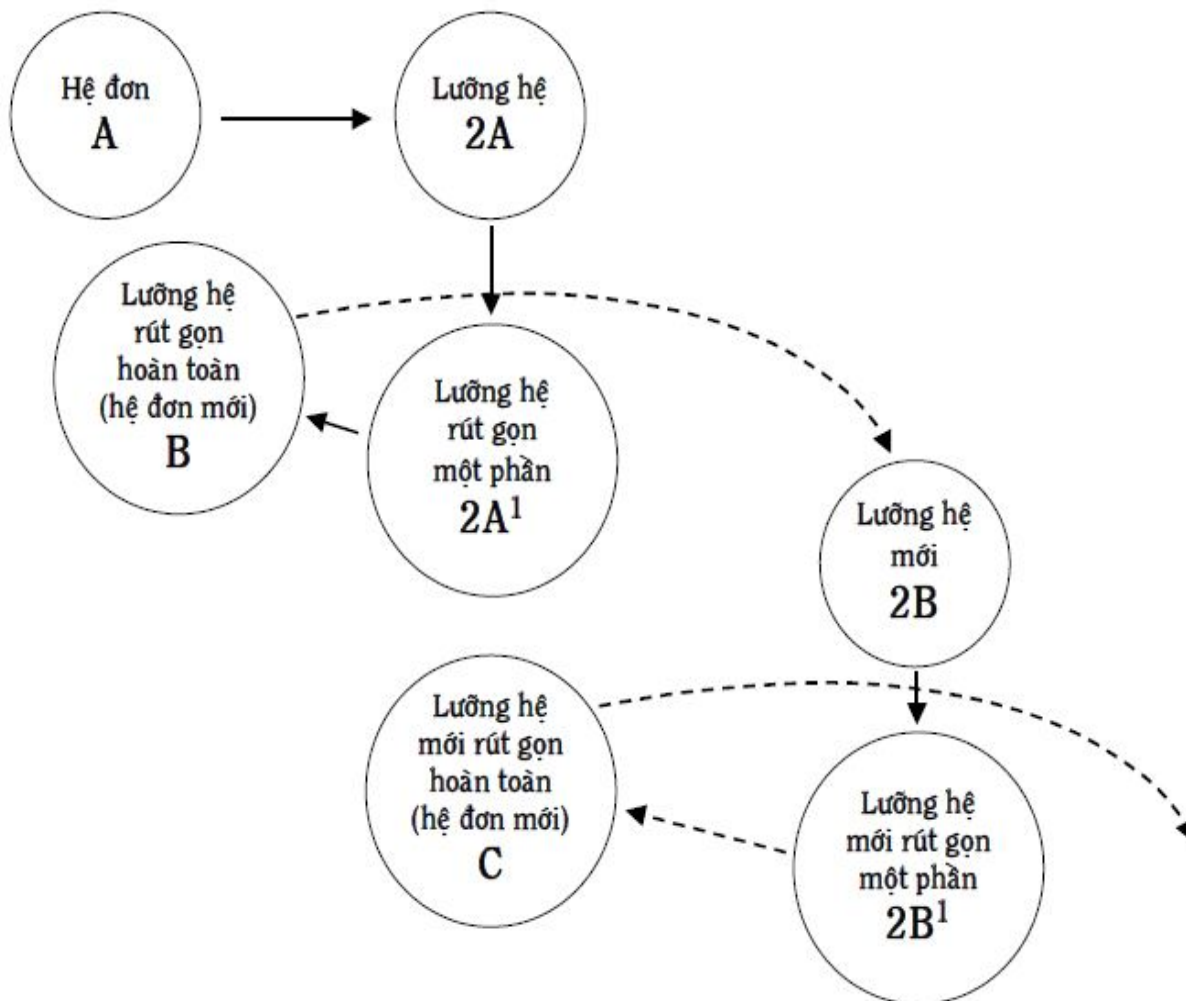 Hệ đơn
A
Lưỡng hệ
2A
Lưỡng hệ
rút gọn
hoàn toàn
(hệ đơn mới)
B
Lưỡng hệ
rút gọn
một phần
2A¹
Lưỡng hệ
mới
2B
Lưỡng hệ
mới rút gọn
hoàn toàn
(hệ đơn mới)
C
Lưỡng hệ
mới rút gọn
một phần
2B¹